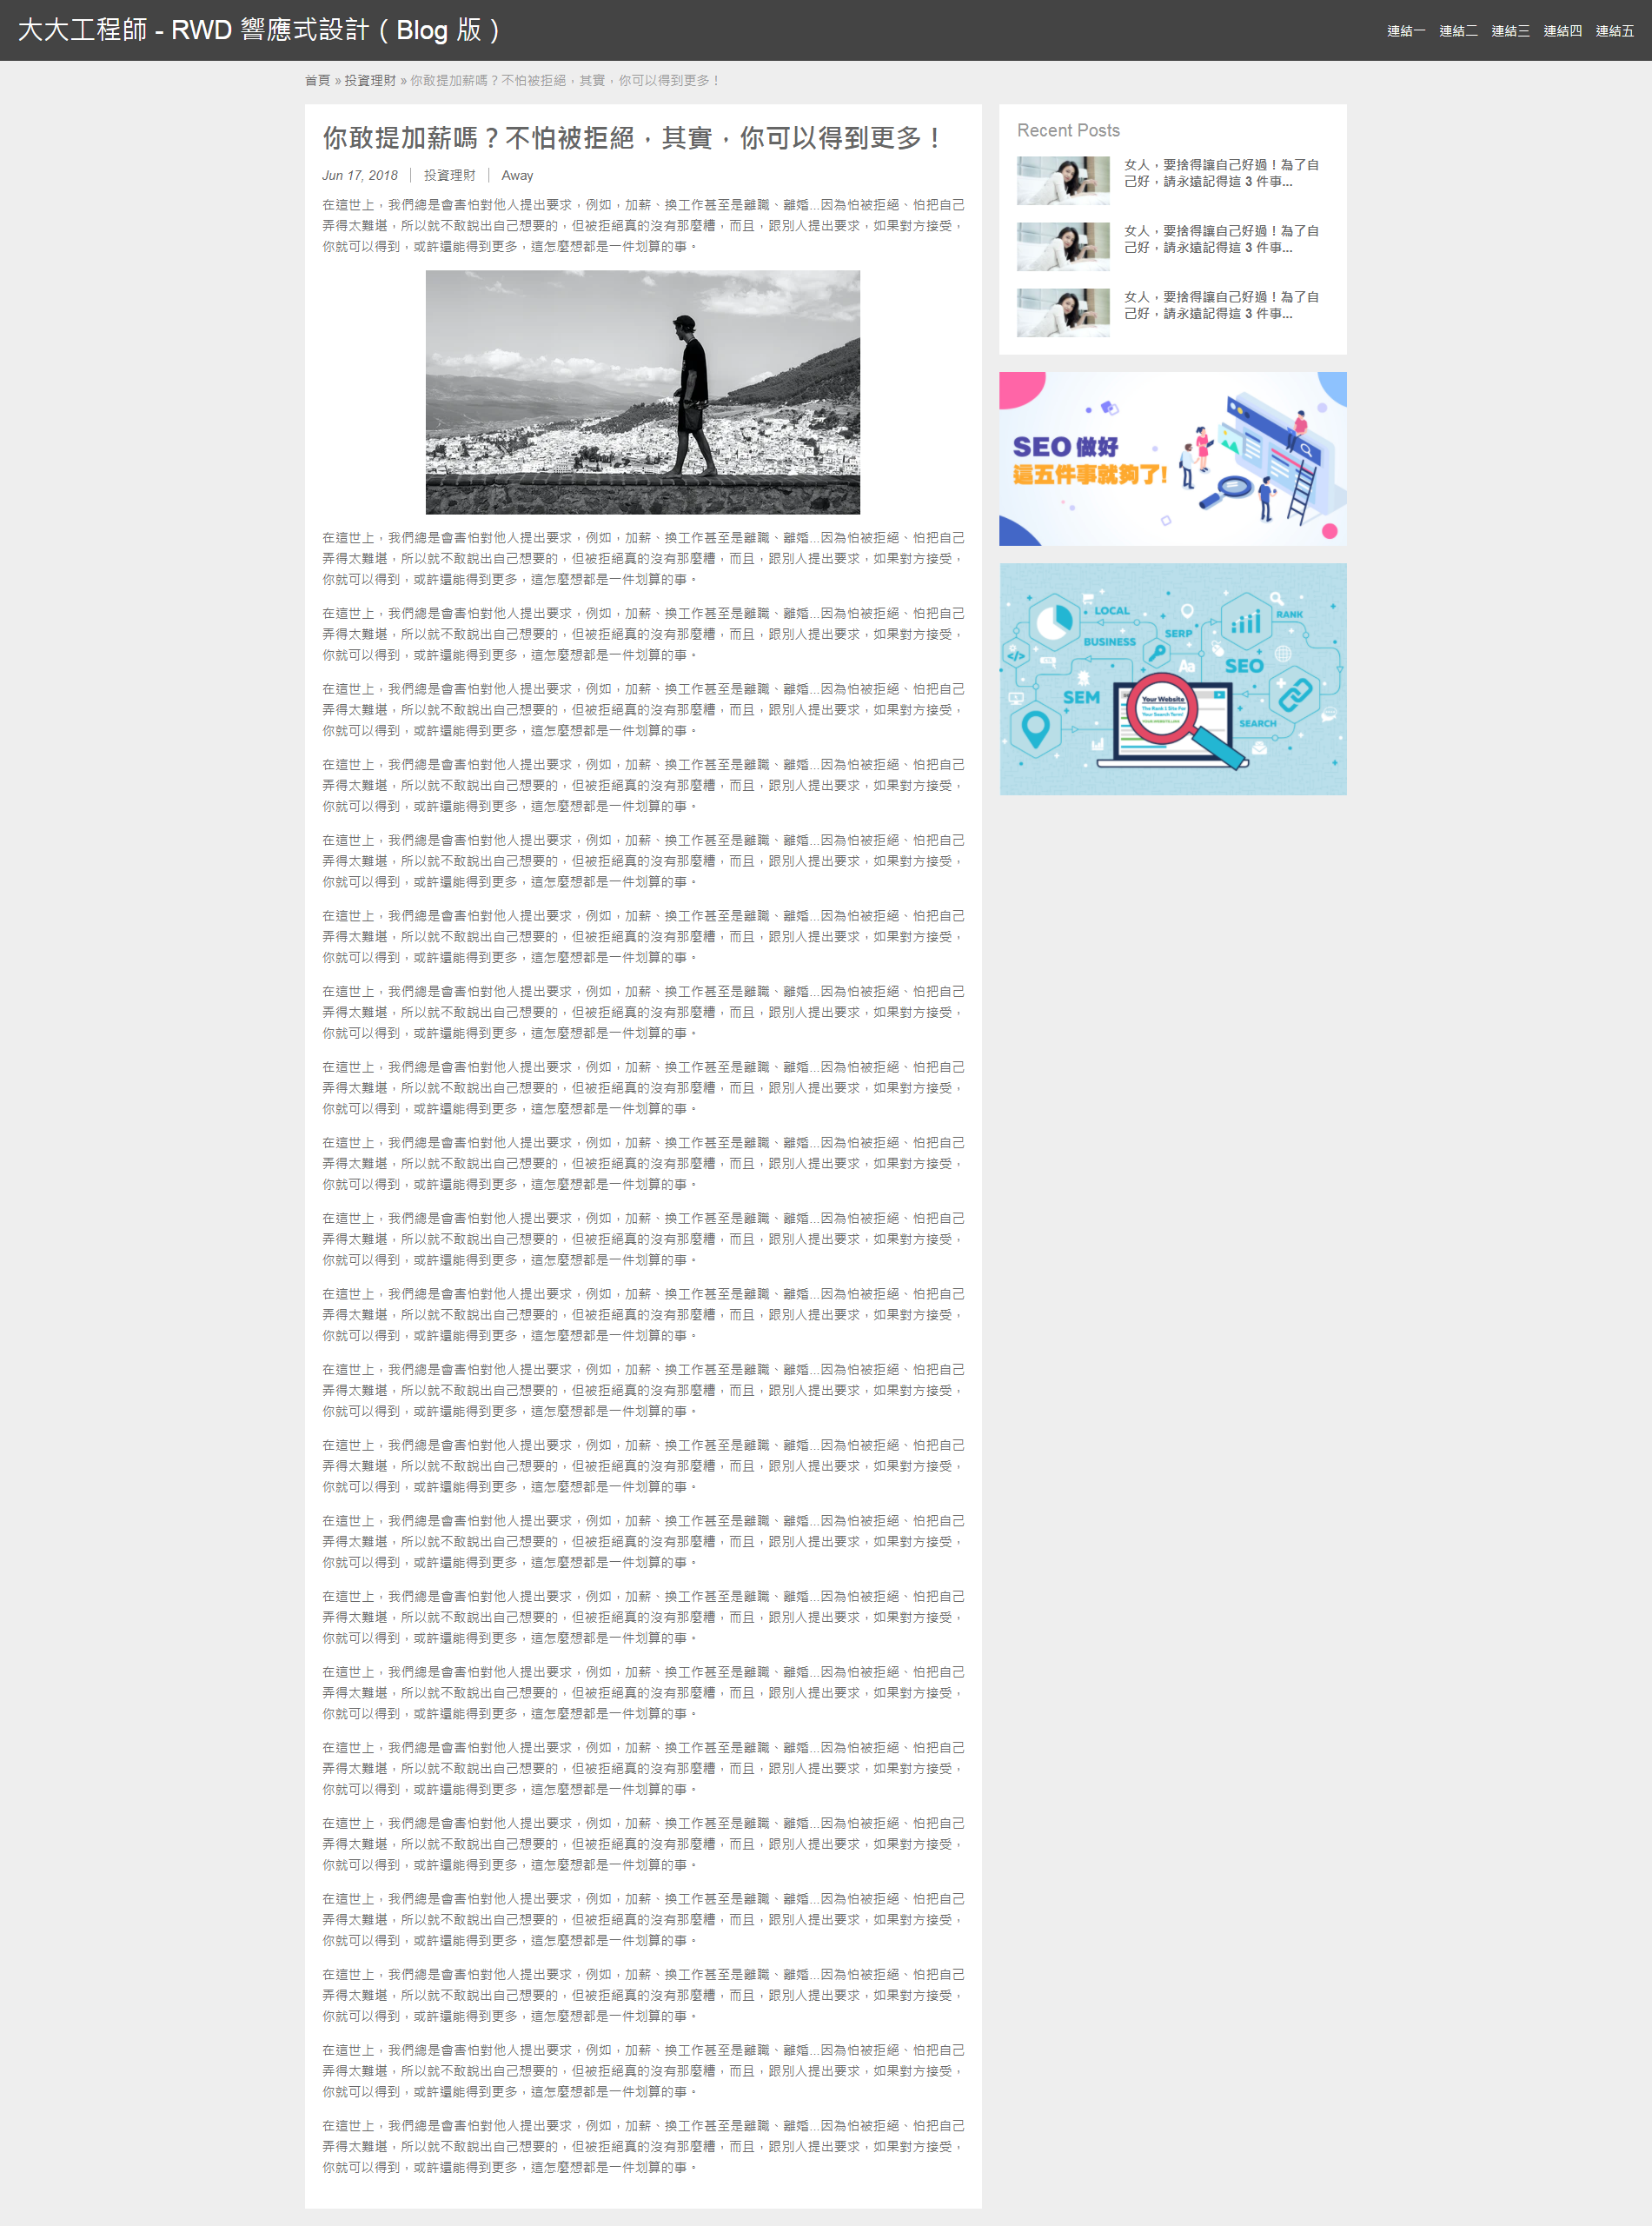 大大工程師 - RWD 響應式設計（Blog 版）
連結一 連結二 連結三 連結四 連結五
首頁 » 投資理財 » 你敢提加薪嗎？不怕被拒絕，其實，你可以得到更多！
你敢提加薪嗎？不怕被拒絕，其實，你可以得到更多！
Jun 17, 2018 投資理財 Away
在這世上，我們總是會害怕對他人提出要求，例如，加薪、換工作甚至是離職、離婚...因為怕被拒絕、怕把自己
弄得太難堪，所以就不敢說出自己想要的，但被拒絕真的沒有那麼糟，而且，跟別人提出要求，如果對方接受，
你就可以得到，或許還能得到更多，這怎麼想都是一件划算的事。
在這世上，我們總是會害怕對他人提出要求，例如，加薪、換工作甚至是離職、離婚...因為怕被拒絕、怕把自己
弄得太難堪，所以就不敢說出自己想要的，但被拒絕真的沒有那麼糟，而且，跟別人提出要求，如果對方接受，
你就可以得到，或許還能得到更多，這怎麼想都是一件划算的事。
在這世上，我們總是會害怕對他人提出要求，例如，加薪、換工作甚至是離職、離婚...因為怕被拒絕、怕把自己
弄得太難堪，所以就不敢說出自己想要的，但被拒絕真的沒有那麼糟，而且，跟別人提出要求，如果對方接受，
你就可以得到，或許還能得到更多，這怎麼想都是一件划算的事。
在這世上，我們總是會害怕對他人提出要求，例如，加薪、換工作甚至是離職、離婚...因為怕被拒絕、怕把自己
弄得太難堪，所以就不敢說出自己想要的，但被拒絕真的沒有那麼糟，而且，跟別人提出要求，如果對方接受，
你就可以得到，或許還能得到更多，這怎麼想都是一件划算的事。
在這世上，我們總是會害怕對他人提出要求，例如，加薪、換工作甚至是離職、離婚...因為怕被拒絕、怕把自己
弄得太難堪，所以就不敢說出自己想要的，但被拒絕真的沒有那麼糟，而且，跟別人提出要求，如果對方接受，
你就可以得到，或許還能得到更多，這怎麼想都是一件划算的事。
在這世上，我們總是會害怕對他人提出要求，例如，加薪、換工作甚至是離職、離婚...因為怕被拒絕、怕把自己
弄得太難堪，所以就不敢說出自己想要的，但被拒絕真的沒有那麼糟，而且，跟別人提出要求，如果對方接受，
你就可以得到，或許還能得到更多，這怎麼想都是一件划算的事。
在這世上，我們總是會害怕對他人提出要求，例如，加薪、換工作甚至是離職、離婚...因為怕被拒絕、怕把自己
弄得太難堪，所以就不敢說出自己想要的，但被拒絕真的沒有那麼糟，而且，跟別人提出要求，如果對方接受，
你就可以得到，或許還能得到更多，這怎麼想都是一件划算的事。
在這世上，我們總是會害怕對他人提出要求，例如，加薪、換工作甚至是離職、離婚...因為怕被拒絕、怕把自己
弄得太難堪，所以就不敢說出自己想要的，但被拒絕真的沒有那麼糟，而且，跟別人提出要求，如果對方接受，
你就可以得到，或許還能得到更多，這怎麼想都是一件划算的事。
在這世上，我們總是會害怕對他人提出要求，例如，加薪、換工作甚至是離職、離婚...因為怕被拒絕、怕把自己
弄得太難堪，所以就不敢說出自己想要的，但被拒絕真的沒有那麼糟，而且，跟別人提出要求，如果對方接受，
你就可以得到，或許還能得到更多，這怎麼想都是一件划算的事。
在這世上，我們總是會害怕對他人提出要求，例如，加薪、換工作甚至是離職、離婚...因為怕被拒絕、怕把自己
弄得太難堪，所以就不敢說出自己想要的，但被拒絕真的沒有那麼糟，而且，跟別人提出要求，如果對方接受，
你就可以得到，或許還能得到更多，這怎麼想都是一件划算的事。
在這世上，我們總是會害怕對他人提出要求，例如，加薪、換工作甚至是離職、離婚...因為怕被拒絕、怕把自己
弄得太難堪，所以就不敢說出自己想要的，但被拒絕真的沒有那麼糟，而且，跟別人提出要求，如果對方接受，
你就可以得到，或許還能得到更多，這怎麼想都是一件划算的事。
在這世上，我們總是會害怕對他人提出要求，例如，加薪、換工作甚至是離職、離婚...因為怕被拒絕、怕把自己
弄得太難堪，所以就不敢說出自己想要的，但被拒絕真的沒有那麼糟，而且，跟別人提出要求，如果對方接受，
你就可以得到，或許還能得到更多，這怎麼想都是一件划算的事。
在這世上，我們總是會害怕對他人提出要求，例如，加薪、換工作甚至是離職、離婚...因為怕被拒絕、怕把自己
弄得太難堪，所以就不敢說出自己想要的，但被拒絕真的沒有那麼糟，而且，跟別人提出要求，如果對方接受，
你就可以得到，或許還能得到更多，這怎麼想都是一件划算的事。
在這世上，我們總是會害怕對他人提出要求，例如，加薪、換工作甚至是離職、離婚...因為怕被拒絕、怕把自己
弄得太難堪，所以就不敢說出自己想要的，但被拒絕真的沒有那麼糟，而且，跟別人提出要求，如果對方接受，
你就可以得到，或許還能得到更多，這怎麼想都是一件划算的事。
在這世上，我們總是會害怕對他人提出要求，例如，加薪、換工作甚至是離職、離婚...因為怕被拒絕、怕把自己
弄得太難堪，所以就不敢說出自己想要的，但被拒絕真的沒有那麼糟，而且，跟別人提出要求，如果對方接受，
你就可以得到，或許還能得到更多，這怎麼想都是一件划算的事。
在這世上，我們總是會害怕對他人提出要求，例如，加薪、換工作甚至是離職、離婚...因為怕被拒絕、怕把自己
弄得太難堪，所以就不敢說出自己想要的，但被拒絕真的沒有那麼糟，而且，跟別人提出要求，如果對方接受，
你就可以得到，或許還能得到更多，這怎麼想都是一件划算的事。
在這世上，我們總是會害怕對他人提出要求，例如，加薪、換工作甚至是離職、離婚...因為怕被拒絕、怕把自己
弄得太難堪，所以就不敢說出自己想要的，但被拒絕真的沒有那麼糟，而且，跟別人提出要求，如果對方接受，
你就可以得到，或許還能得到更多，這怎麼想都是一件划算的事。
在這世上，我們總是會害怕對他人提出要求，例如，加薪、換工作甚至是離職、離婚...因為怕被拒絕、怕把自己
弄得太難堪，所以就不敢說出自己想要的，但被拒絕真的沒有那麼糟，而且，跟別人提出要求，如果對方接受，
你就可以得到，或許還能得到更多，這怎麼想都是一件划算的事。
在這世上，我們總是會害怕對他人提出要求，例如，加薪、換工作甚至是離職、離婚...因為怕被拒絕、怕把自己
弄得太難堪，所以就不敢說出自己想要的，但被拒絕真的沒有那麼糟，而且，跟別人提出要求，如果對方接受，
你就可以得到，或許還能得到更多，這怎麼想都是一件划算的事。
在這世上，我們總是會害怕對他人提出要求，例如，加薪、換工作甚至是離職、離婚...因為怕被拒絕、怕把自己
弄得太難堪，所以就不敢說出自己想要的，但被拒絕真的沒有那麼糟，而且，跟別人提出要求，如果對方接受，
你就可以得到，或許還能得到更多，這怎麼想都是一件划算的事。
在這世上，我們總是會害怕對他人提出要求，例如，加薪、換工作甚至是離職、離婚...因為怕被拒絕、怕把自己
弄得太難堪，所以就不敢說出自己想要的，但被拒絕真的沒有那麼糟，而且，跟別人提出要求，如果對方接受，
你就可以得到，或許還能得到更多，這怎麼想都是一件划算的事。
在這世上，我們總是會害怕對他人提出要求，例如，加薪、換工作甚至是離職、離婚...因為怕被拒絕、怕把自己
弄得太難堪，所以就不敢說出自己想要的，但被拒絕真的沒有那麼糟，而且，跟別人提出要求，如果對方接受，
你就可以得到，或許還能得到更多，這怎麼想都是一件划算的事。
在這世上，我們總是會害怕對他人提出要求，例如，加薪、換工作甚至是離職、離婚...因為怕被拒絕、怕把自己
弄得太難堪，所以就不敢說出自己想要的，但被拒絕真的沒有那麼糟，而且，跟別人提出要求，如果對方接受，
你就可以得到，或許還能得到更多，這怎麼想都是一件划算的事。
Recent Posts
女人，要捨得讓自己好過！為了自
己好，請永遠記得這 3 件事...
女人，要捨得讓自己好過！為了自
己好，請永遠記得這 3 件事...
女人，要捨得讓自己好過！為了自
己好，請永遠記得這 3 件事...
SEO 做好
這五件事就夠了!
LOCAL
RANK
BUSINESS
SERP
Aa
SEO
</>
SEM
Your Website
The Rank 1 Site For
Your Search Term!
SEARCH